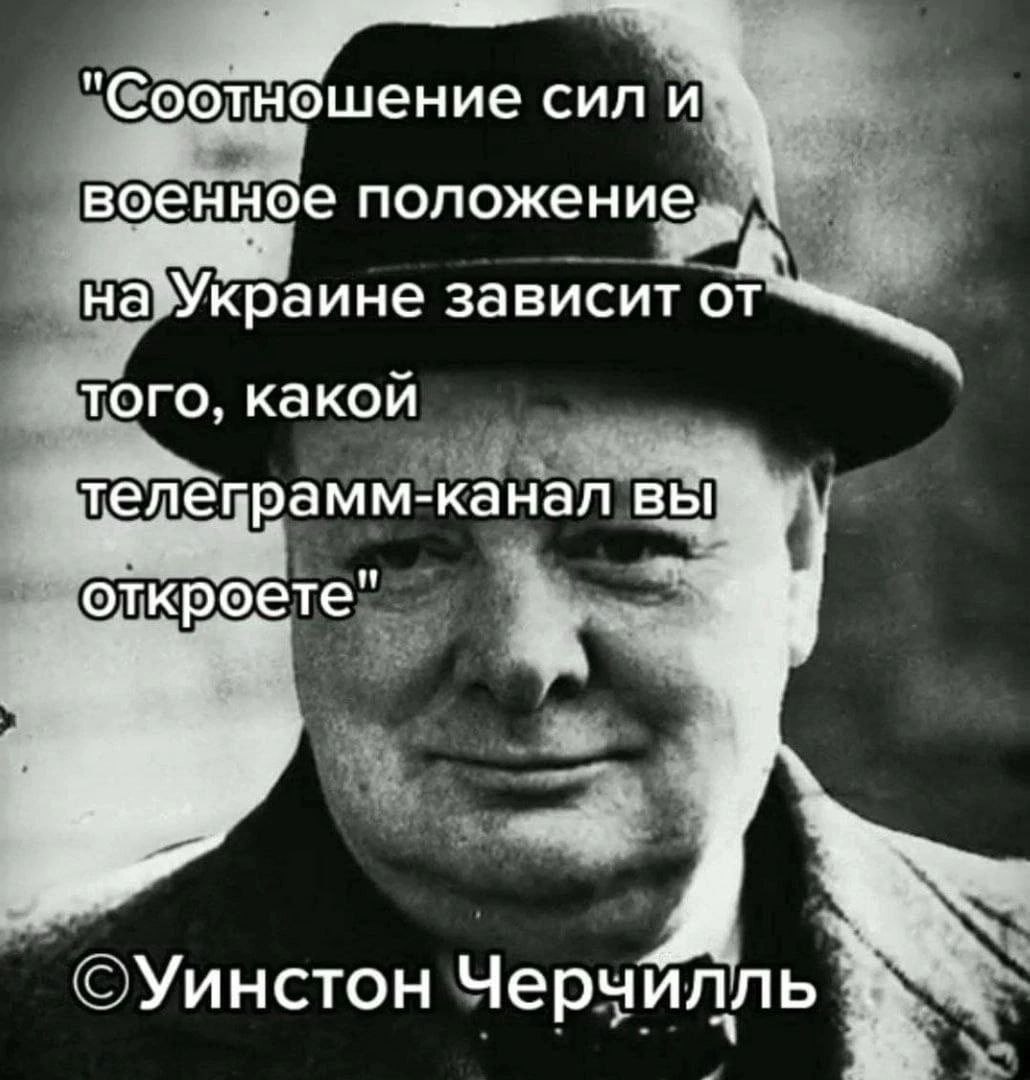 "Соотношение сил и
военное положение
на Украине зависит от
того, какой
телеграмм-канал вы
откроете"
©Уинстон Черчилль